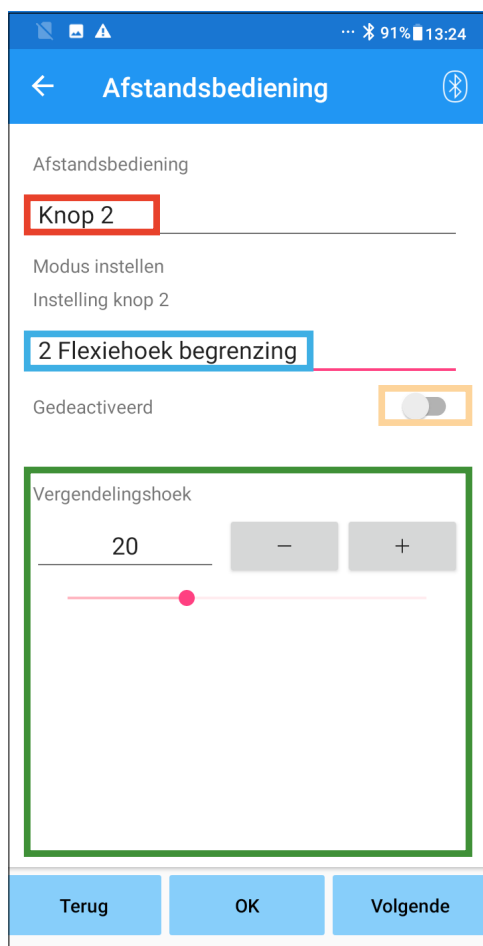 ... 91% 13:24
Afstandsbediening
Afstandsbediening
Knop 2
Modus instellen
Instelling knop 2
2 Flexiehoek begrenzing
Gedeactiveerd
Vergendelingshoek
20 − +
Terug OK Volgende